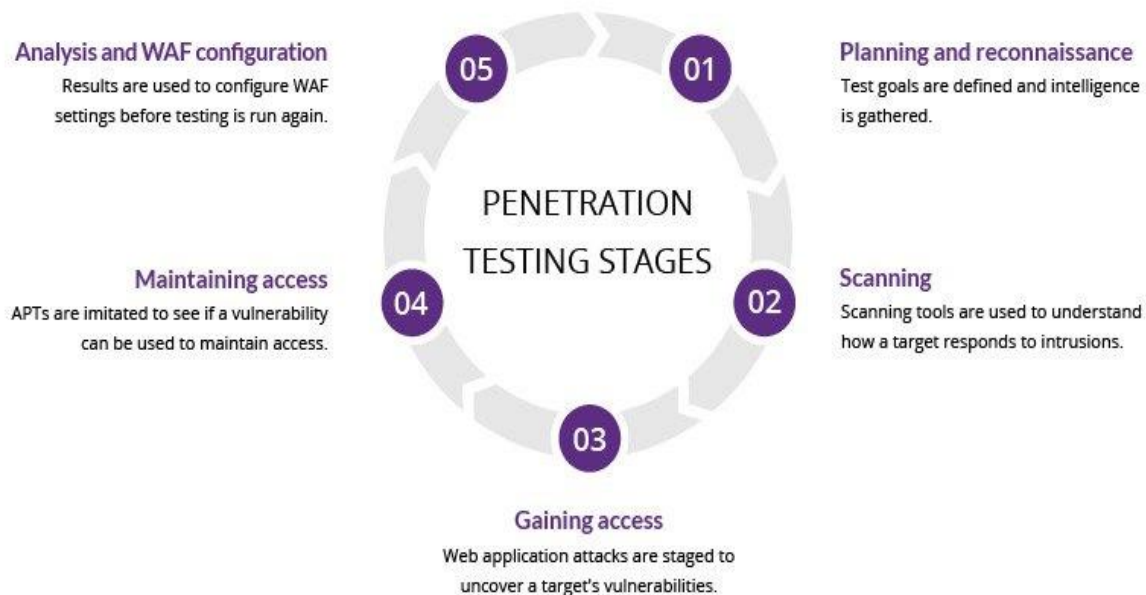 PENETRATION
TESTING STAGES
01
Planning and reconnaissance
Test goals are defined and intelligence
is gathered.
02
Scanning
Scanning tools are used to understand
how a target responds to intrusions.
03
Gaining access
Web application attacks are staged to
uncover a target's vulnerabilities.
04
Maintaining access
APTs are imitated to see if a vulnerability
can be used to maintain access.
05
Analysis and WAF configuration
Results are used to configure WAF
settings before testing is run again.